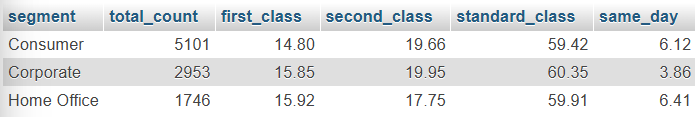 segment total_count first_class second_class standard_class same_day
Consumer 5101 14.80 19.66 59.42 6.12
Corporate 2953 15.85 19.95 60.35 3.86
Home Office 1746 15.92 17.75 59.91 6.41